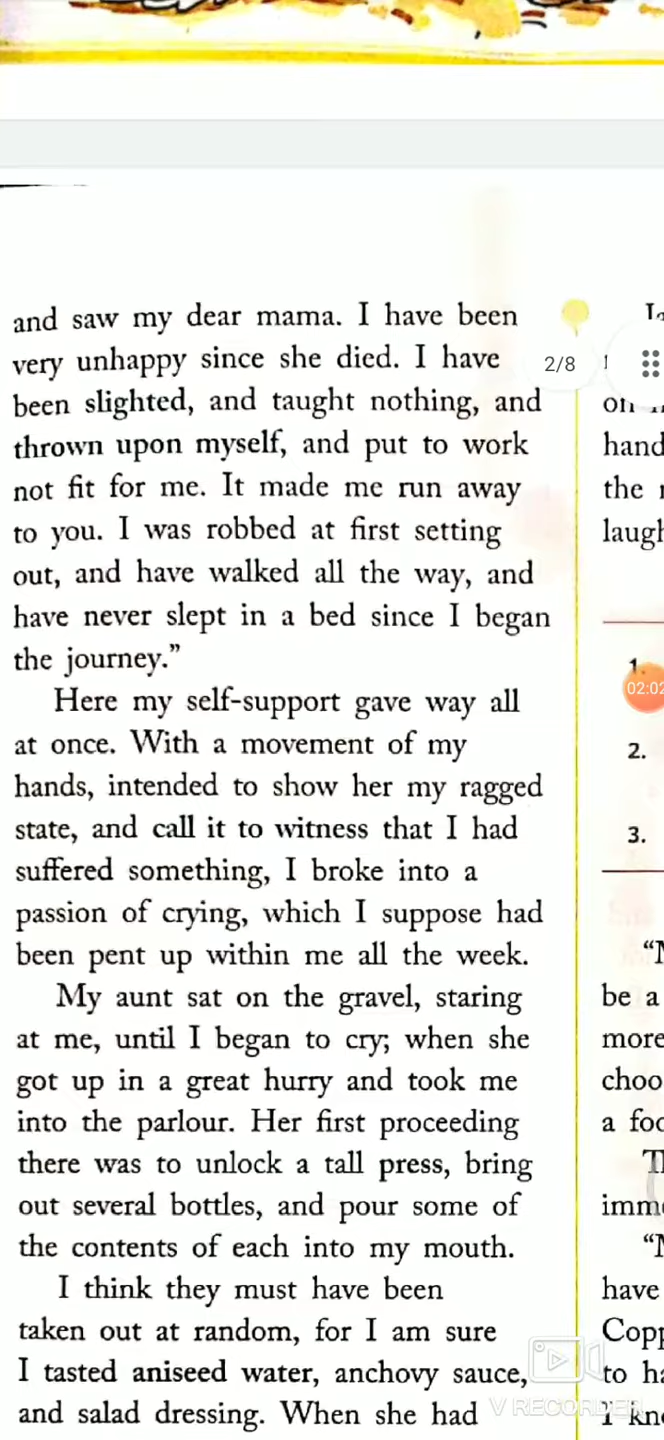 and saw my dear mama. I have been
very unhappy since she died. I have
been slighted, and taught nothing, and
thrown upon myself, and put to work
not fit for me. It made me run away
to you. I was robbed at first setting
out, and have walked all the way, and
have never slept in a bed since I began
the journey.”
Here my self-support gave way all
at once. With a movement of my
hands, intended to show her my ragged
state, and call it to witness that I had
suffered something, I broke into a
passion of crying, which I suppose had
been pent up within me all the week.
My aunt sat on the gravel, staring
at me, until I began to cry; when she
got up in a great hurry and took me
into the parlour. Her first proceeding
there was to unlock a tall press, bring
out several bottles, and pour some of
the contents of each into my mouth.
I think they must have been
taken out at random, for I am sure
I tasted aniseed water, anchovy sauce,
and salad dressing. When she had
2/8
hand
the
laugh
1.
02:02
2.
3.
be a
more
choo
a foo
imm
have
Copp
to ha
I kno
V RECORDER